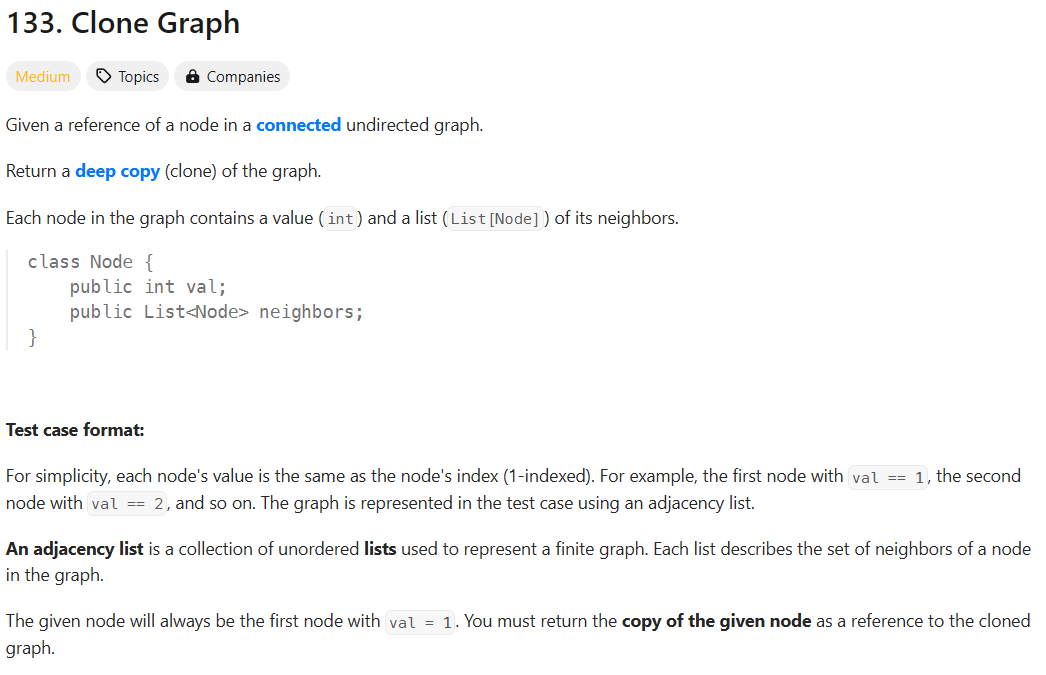 133. Clone Graph
Medium Topics Companies
Given a reference of a node in a connected undirected graph.
Return a deep copy (clone) of the graph.
Each node in the graph contains a value (int) and a list (List[Node]) of its neighbors.
class Node {
    public int val;
    public List<Node> neighbors;
}
Test case format:
For simplicity, each node's value is the same as the node's index (1-indexed). For example, the first node with val == 1, the second
node with val == 2, and so on. The graph is represented in the test case using an adjacency list.
An adjacency list is a collection of unordered lists used to represent a finite graph. Each list describes the set of neighbors of a node
in the graph.
The given node will always be the first node with val = 1. You must return the copy of the given node as a reference to the cloned
graph.